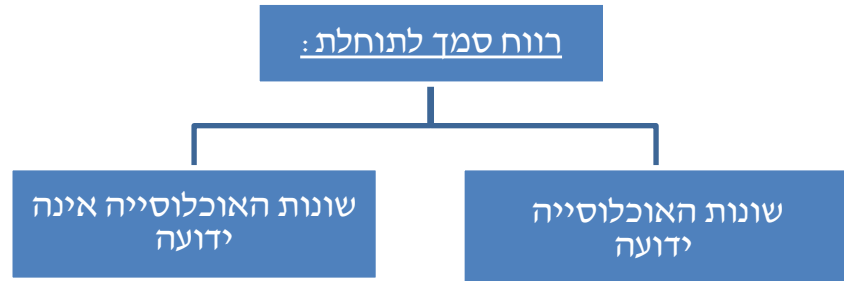 רווח סמך לתוחלת :
שונות האוכלוסייה
ידועה
שונות האוכלוסייה אינה
ידועה